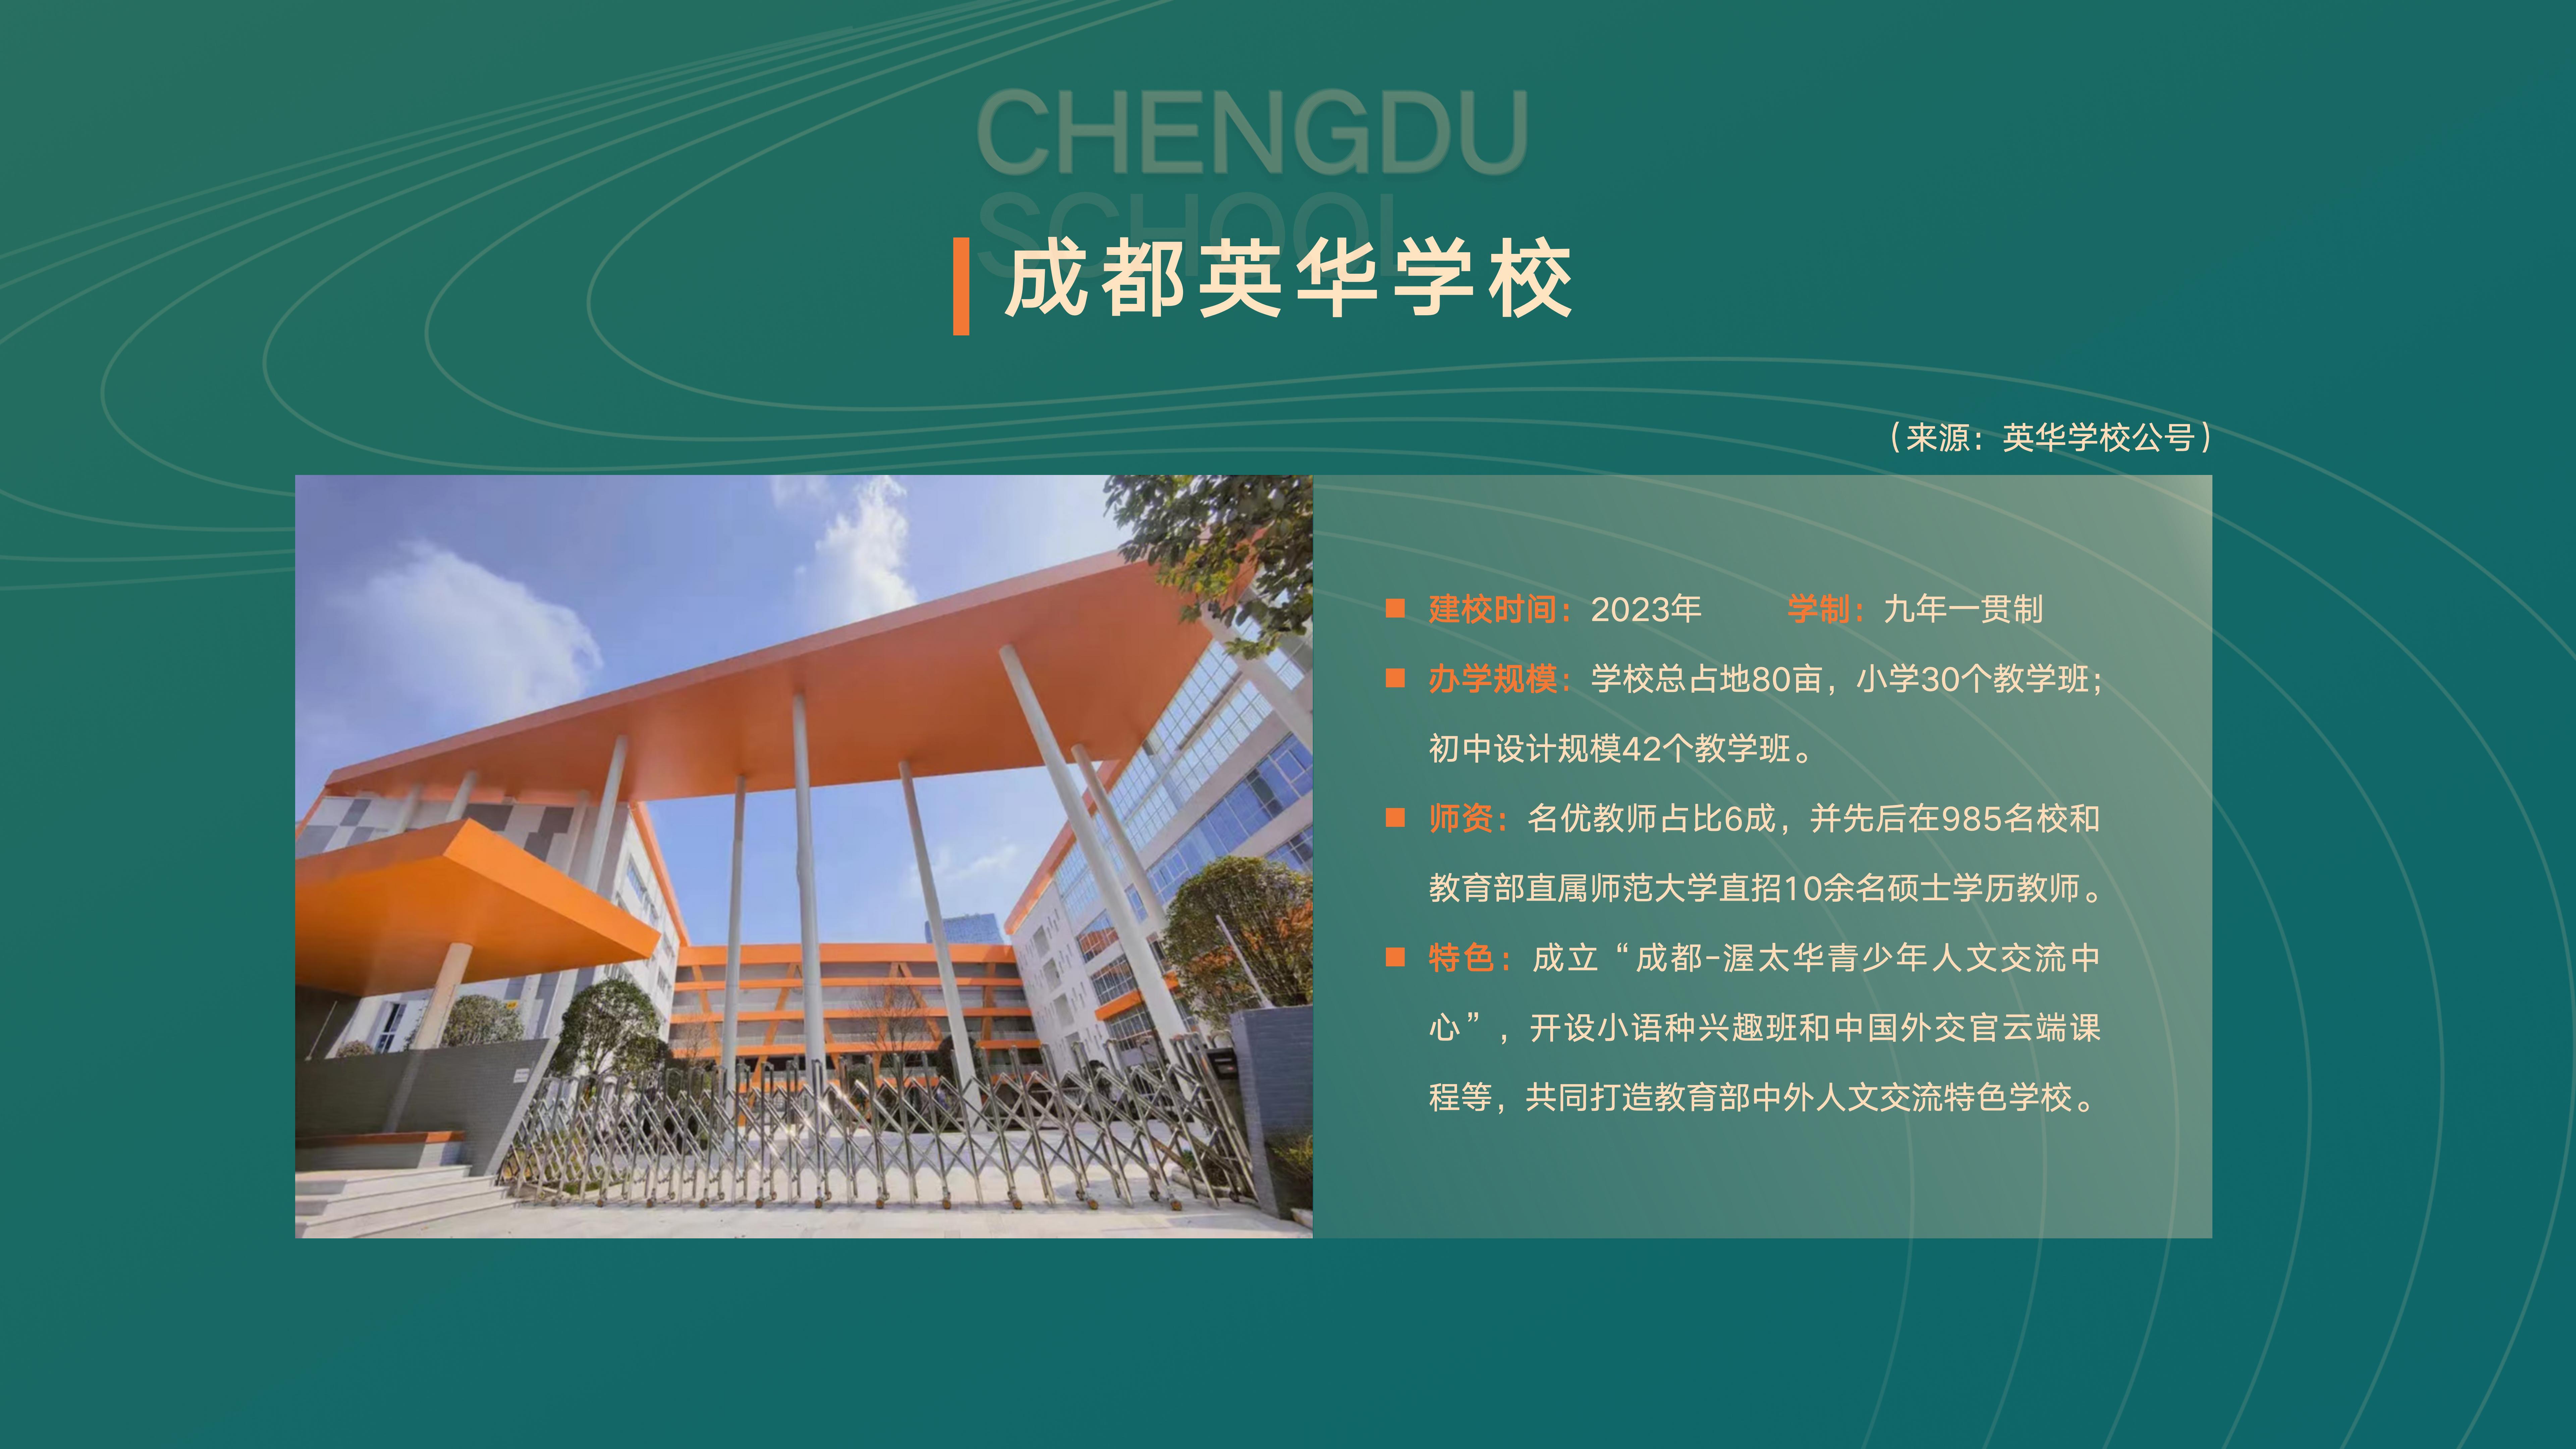 CHENGDU
SCHOOL
成都英华学校
（来源：英华学校公号）
建校时间：2023年 学制：九年一贯制
办学规模：学校总占地80亩，小学30个教学班；
初中设计规模42个教学班。
师资：名优教师占比6成，并先后在985名校和
教育部直属师范大学直招10余名硕士学历教师。
特色：成立“成都-渥太华青少年人文交流中
心”，开设小语种兴趣班和中国外交官云端课
程等，共同打造教育部中外人文交流特色学校。